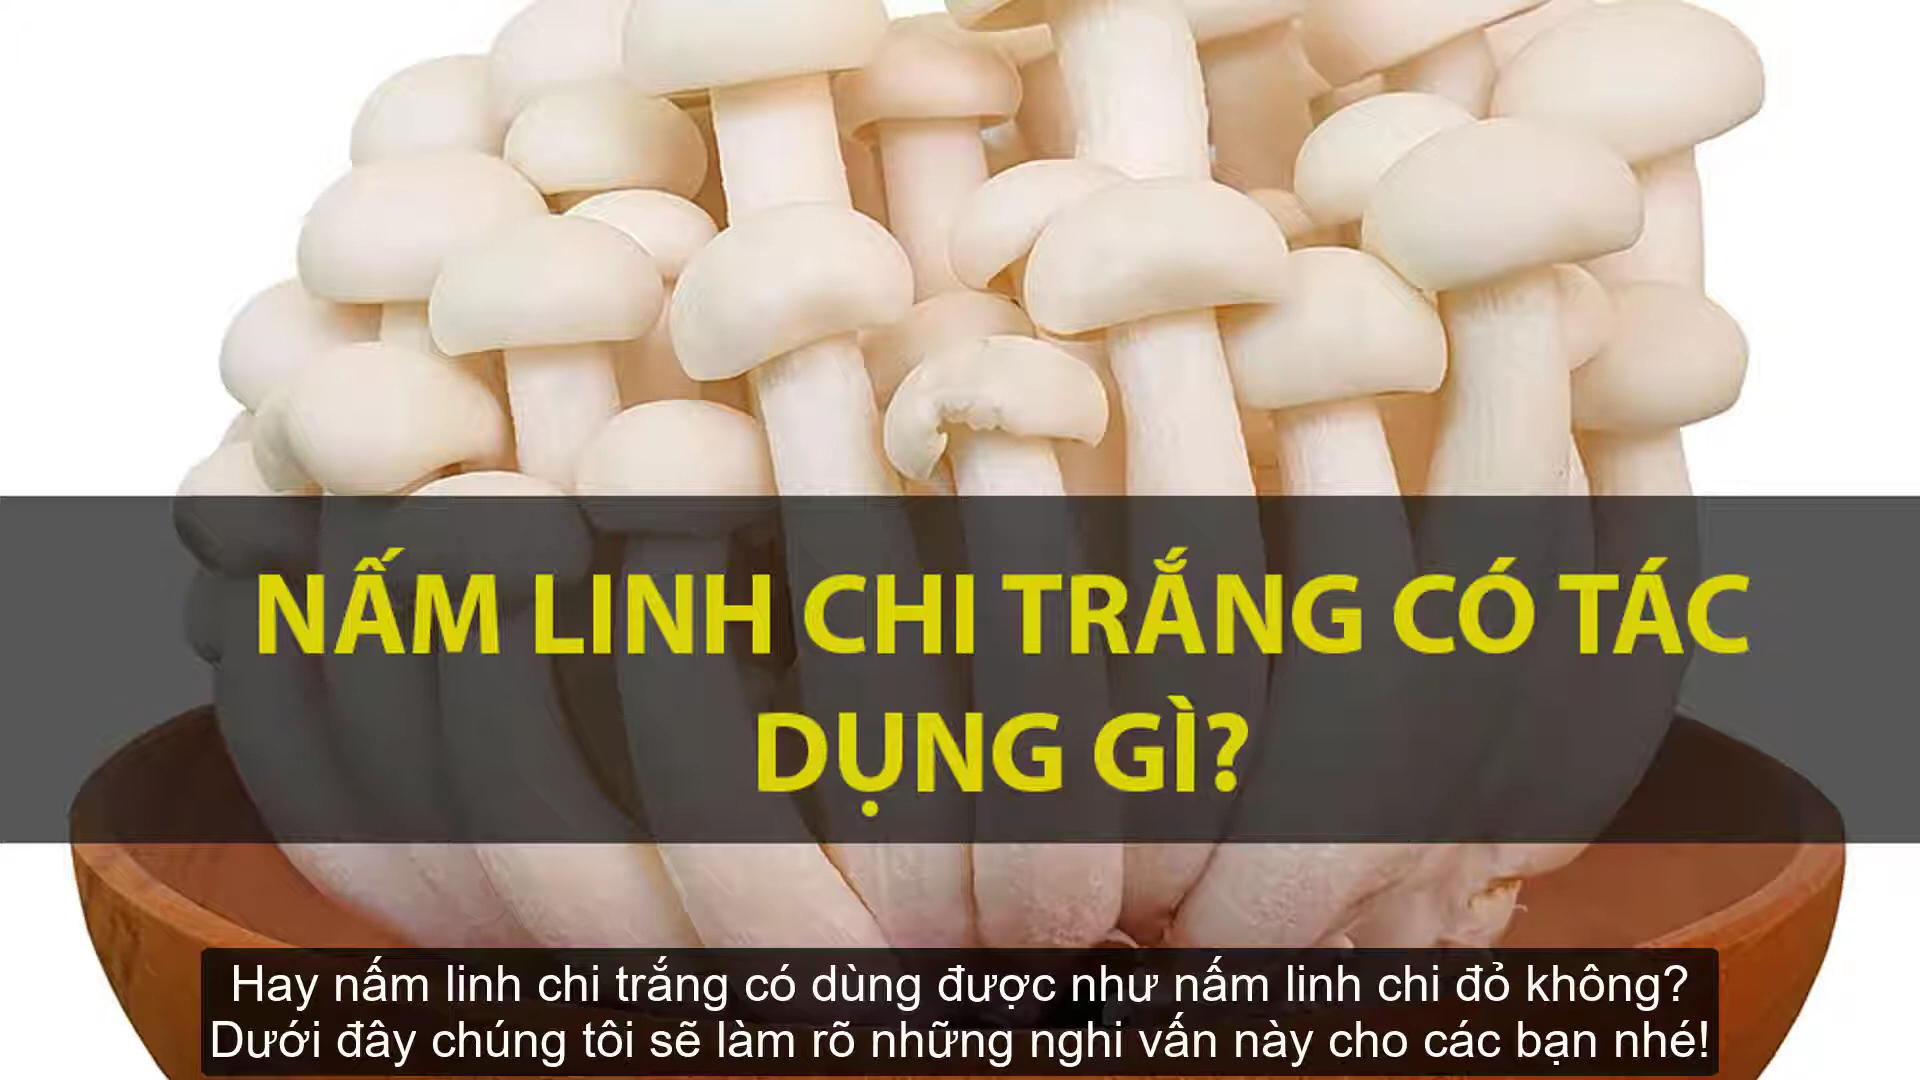 NẤM LINH CHI TRẮNG CÓ TÁC
DỤNG GÌ?
Hay nấm linh chi trắng có dùng được như nấm linh chi đỏ không?
Dưới đây chúng tôi sẽ làm rõ những nghi vấn này cho các bạn nhé!